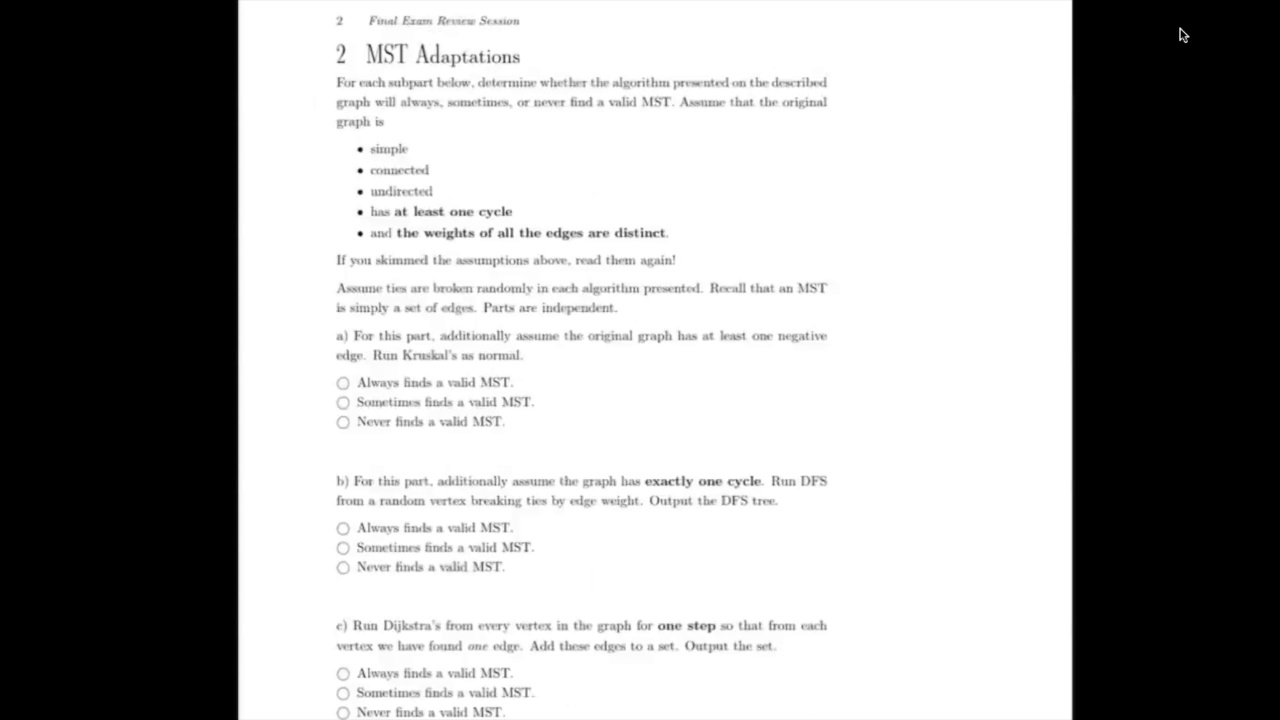 2 Final Exam Review Session
2 MST Adaptations
For each subpart below, determine whether the algorithm presented on the described
graph will always, sometimes, or never find a valid MST. Assume that the original
graph is
• simple
• connected
• undirected
• has at least one cycle
• and the weights of all the edges are distinct.
If you skimmed the assumptions above, read them again!
Assume ties are broken randomly in each algorithm presented. Recall that an MST
is simply a set of edges. Parts are independent.
a) For this part, additionally assume the original graph has at least one negative
edge. Run Kruskal's as normal.
○ Always finds a valid MST.
○ Sometimes finds a valid MST.
○ Never finds a valid MST.
b) For this part, additionally assume the graph has exactly one cycle. Run DFS
from a random vertex breaking ties by edge weight. Output the DFS tree.
○ Always finds a valid MST.
○ Sometimes finds a valid MST.
○ Never finds a valid MST.
c) Run Dijkstra's from every vertex in the graph for one step so that from each
vertex we have found one edge. Add these edges to a set. Output the set.
○ Always finds a valid MST.
○ Sometimes finds a valid MST.
○ Never finds a valid MST.